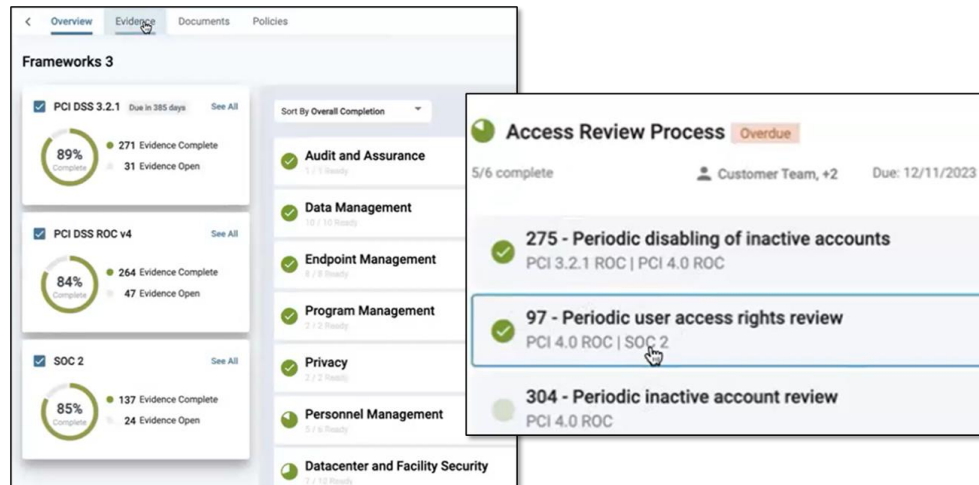 Overview Evidence Documents Policies
Frameworks 3
PCI DSS 3.2.1 Due in 385 days See All
89%
Complete
271 Evidence Complete
31 Evidence Open
PCI DSS ROC v4 See All
84%
Complete
264 Evidence Complete
47 Evidence Open
SOC 2 See All
85%
Complete
137 Evidence Complete
24 Evidence Open
Sort By Overall Completion
Audit and Assurance
1 / 1 Ready
Data Management
10 / 10 Ready
Endpoint Management
8 / 8 Ready
Program Management
2 / 2 Ready
Privacy
2 / 2 Ready
Personnel Management
5 / 6 Ready
Datacenter and Facility Security
7 / 12 Ready
Access Review Process Overdue
5/6 complete Customer Team, +2 Due: 12/11/2023
275 - Periodic disabling of inactive accounts
PCI 3.2.1 ROC | PCI 4.0 ROC
97 - Periodic user access rights review
PCI 4.0 ROC | SOC 2
304 - Periodic inactive account review
PCI 4.0 ROC